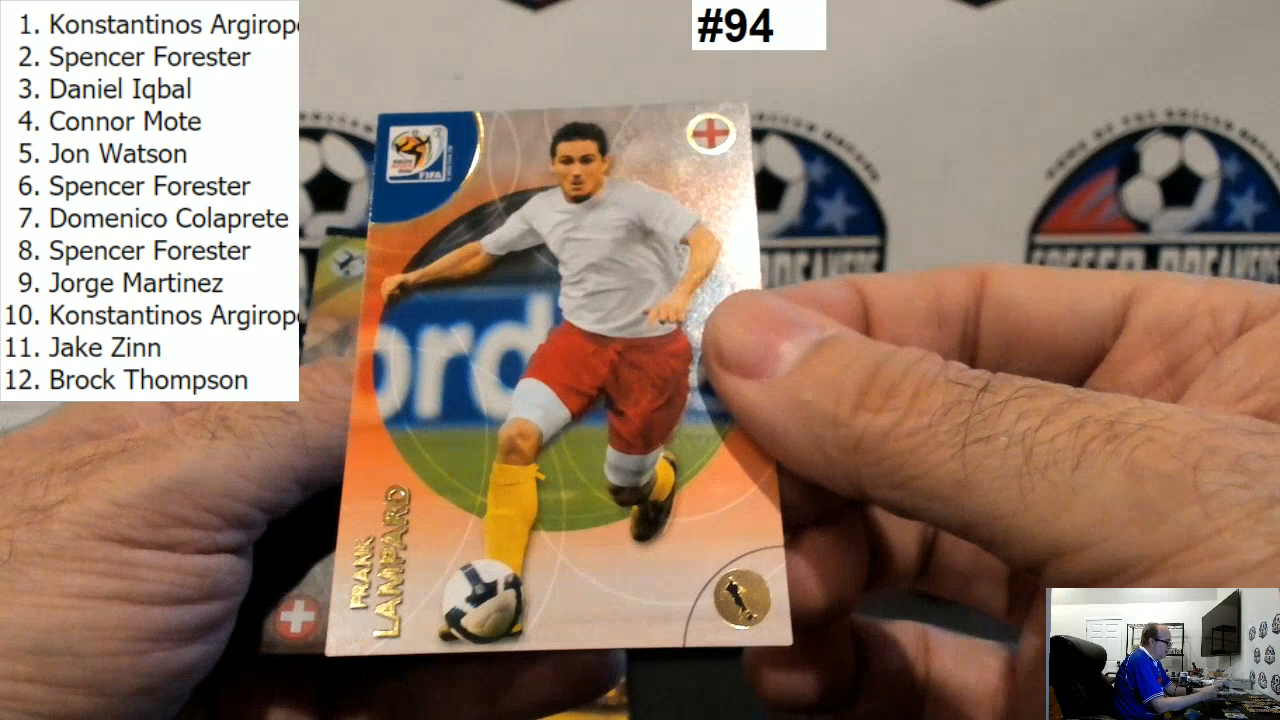 1. Konstantinos Argirop
2. Spencer Forester
3. Daniel Iqbal
4. Connor Mote
5. Jon Watson
6. Spencer Forester
7. Domenico Colaprete
8. Spencer Forester
9. Jorge Martinez
10. Konstantinos Argirop
11. Jake Zinn
12. Brock Thompson
#94
FIFA
ord
FRANK
LAMPARD
SOCCER BREAKERS